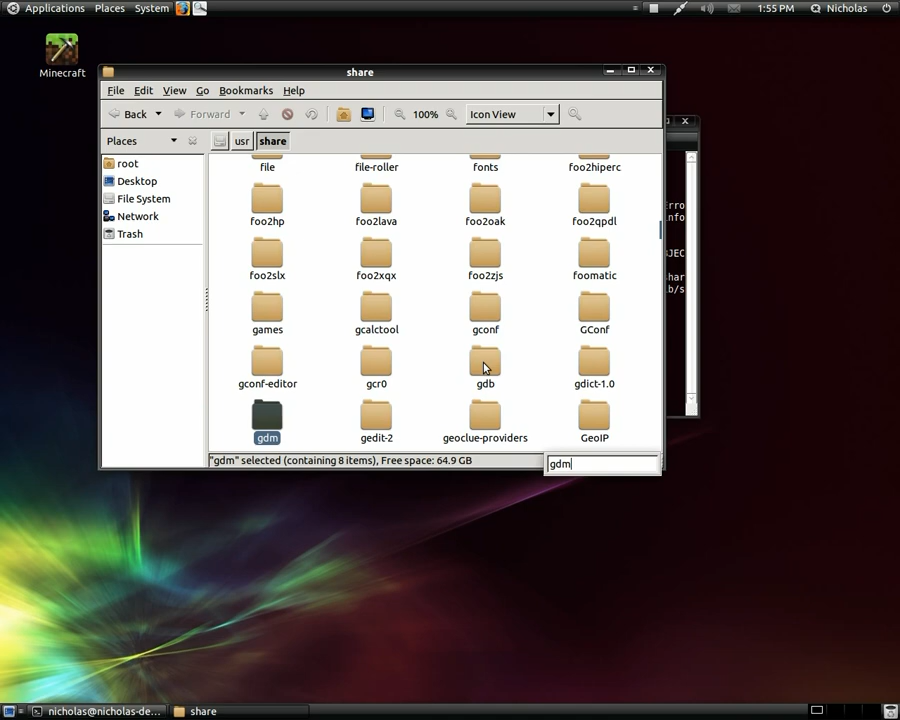 Applications Places System 1:55 PM Nicholas
Minecraft
share
File Edit View Go Bookmarks Help
Back Forward 100% Icon View
Places usr share
root
Desktop
File System
Network
Trash
file file-roller fonts foo2hiperc
foo2hp foo2lava foo2oak foo2qpdl
foo2slx foo2xqx foo2zjs foomatic
games gcalctool gconf GConf
gconf-editor gcr0 gdb gdict-1.0
gdm gedit-2 geoclue-providers GeoIP
"gdm" selected (containing 8 items), Free space: 64.9 GB
gdm
nicholas@nicholas-de... share